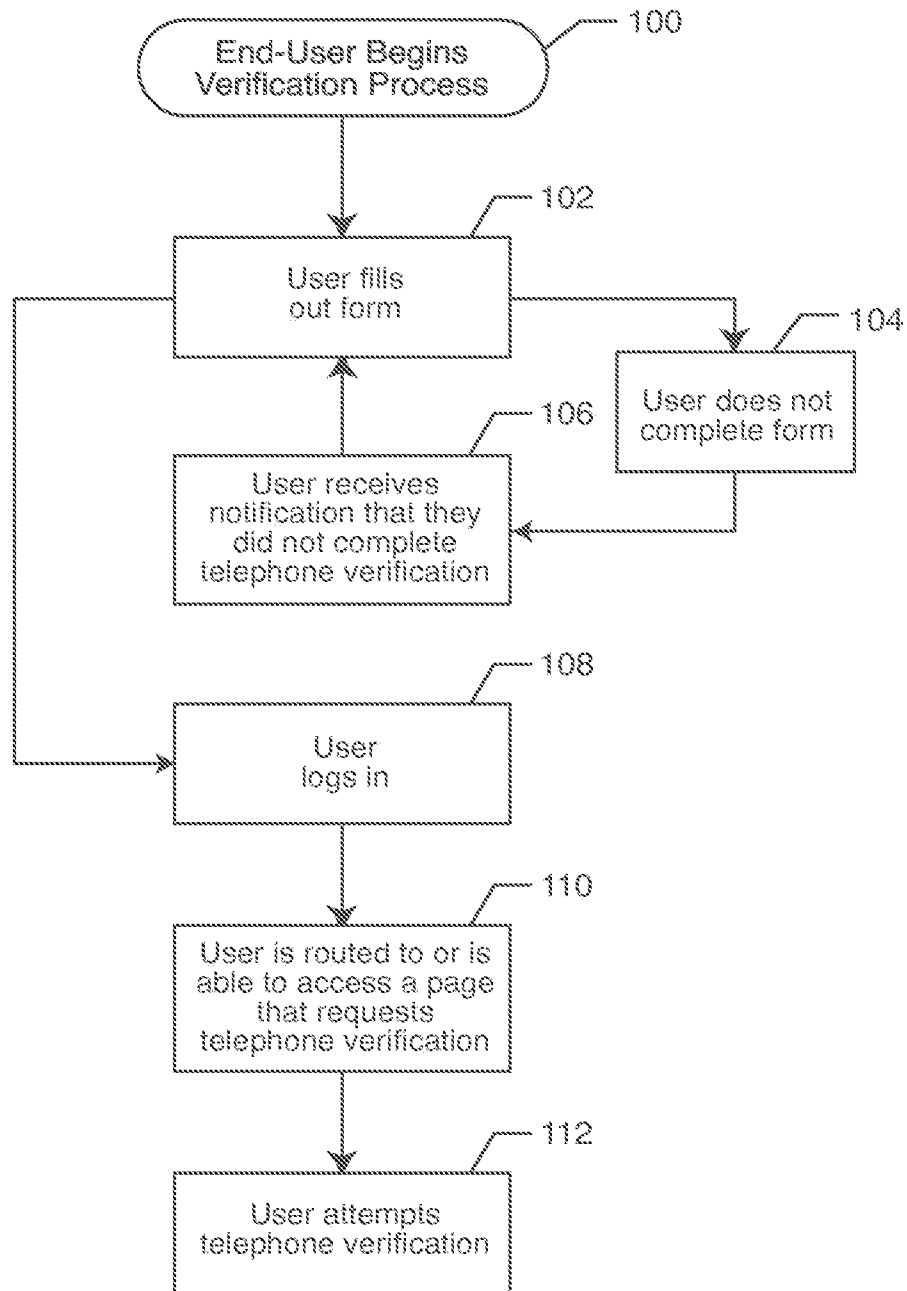 100
End-User Begins
Verification Process
102
User fills
out form
104
User does not
complete form
106
User receives
notification that they
did not complete
telephone verification
108
User
logs in
110
User is routed to or is
able to access a page
that requests
telephone verification
112
User attempts
telephone verification